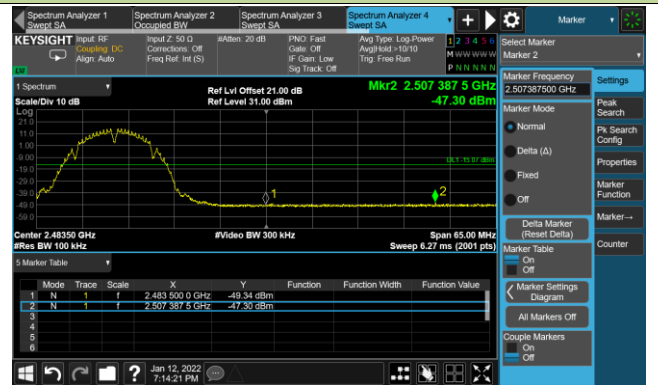 Spectrum Analyzer 1
Swept SA
Spectrum Analyzer 2
Occupied BW
Spectrum Analyzer 3
Swept SA
Spectrum Analyzer 4
Swept SA
Marker
KEYSIGHT
Input: RF
Coupling: DC
Align: Auto
Input Z: 50 Ω
Corrections: Off
Freq Ref: Int (S)
#Atten: 20 dB
PNO: Fast
Gate: Off
IF Gain: Low
Sig Track: Off
Avg Type: Log-Power
Avg|Hold:>10/10
Trig: Free Run
1 2 3 4 5 6
M W W W W W
P N N N N N
LW
Select Marker
Marker 2
1 Spectrum
Scale/Div 10 dB
Log
Ref Lvl Offset 21.00 dB
Ref Level 31.00 dBm
Mkr2 2.507 387 5 GHz
-47.30 dBm
21.0
11.0
1.00
-9.00
-19.0
-29.0
-39.0
-49.0
-59.0
DL1 -15.07 dBm
1
2
Center 2.48350 GHz
#Res BW 100 kHz
#Video BW 300 kHz
Span 65.00 MHz
Sweep 6.27 ms (2001 pts)
5 Marker Table
Mode Trace Scale X Y Function Function Width Function Value
1 N 1 f 2.483 500 0 GHz -49.34 dBm
2 N 1 f 2.507 387 5 GHz -47.30 dBm
3
4
5
6
Marker Frequency
2.507387500 GHz
Marker Mode
Normal
Delta (Δ)
Fixed
Off
Delta Marker
(Reset Delta)
Marker Table
On
Off
Marker Settings
Diagram
All Markers Off
Couple Markers
On
Off
Settings
Peak
Search
Pk Search
Config
Properties
Marker
Function
Marker→
Counter
Jan 12, 2022
7:14:21 PM